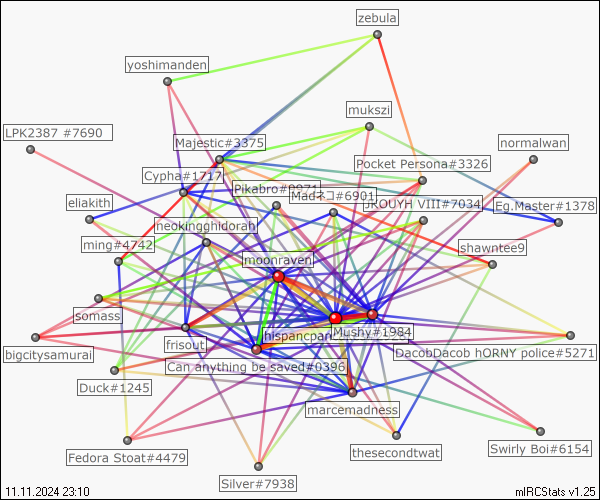 zebula
yoshimanden
mukszi
LPK2387 #7690
Majestic#3375
normalwan
Pocket Persona#3326
Cypha#1717
Pikabro#
Madネコ#6901
eliakith
UROUYH VIII#7034
Eg.Master#1378
heokingghidorah
ming#4742
shawntee9
moonraven
somass
hispancpan
Mushy#1984
frisout
bigcitysamurai
DacobDacob hORNY police#5271
Can anything be saved#0396
Duck#1245
marcemadness
Swirly Boi#6154
thesecondtwat
Fedora Stoat#4479
Silver#7938
11.11.2024 23:10
mIRCStats v1.25